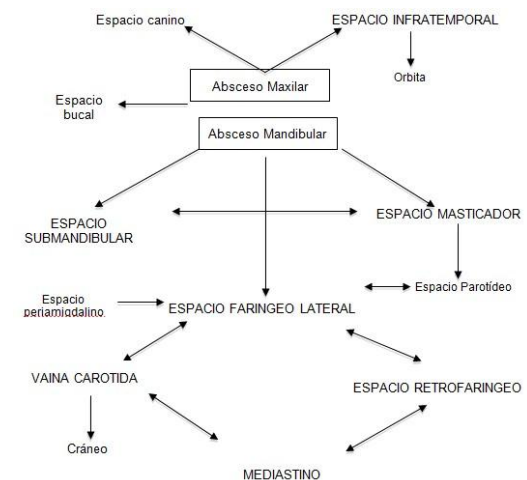 Espacio canino
ESPACIO INFRATEMPORAL
Orbita
Absceso Maxilar
Espacio
bucal
Absceso Mandibular
ESPACIO
SUBMANDIBULAR
ESPACIO MASTICADOR
Espacio Parotídeo
Espacio
periamigdalino
ESPACIO FARINGEO LATERAL
VAINA CAROTIDA
ESPACIO RETROFARINGEO
Cráneo
MEDIASTINO